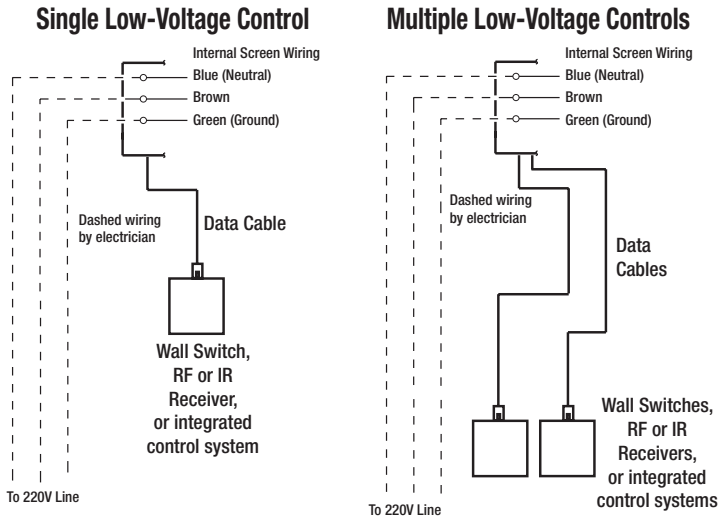 Single Low-Voltage Control
Internal Screen Wiring
Blue (Neutral)
Brown
Green (Ground)
Dashed wiring
by electrician
Data Cable
Wall Switch,
RF or IR
Receiver,
or integrated
control system
To 220V Line
Multiple Low-Voltage Controls
Internal Screen Wiring
Blue (Neutral)
Brown
Green (Ground)
Dashed wiring
by electrician
Data
Cables
Wall Switches,
RF or IR
Receivers,
or integrated
control systems
To 220V Line